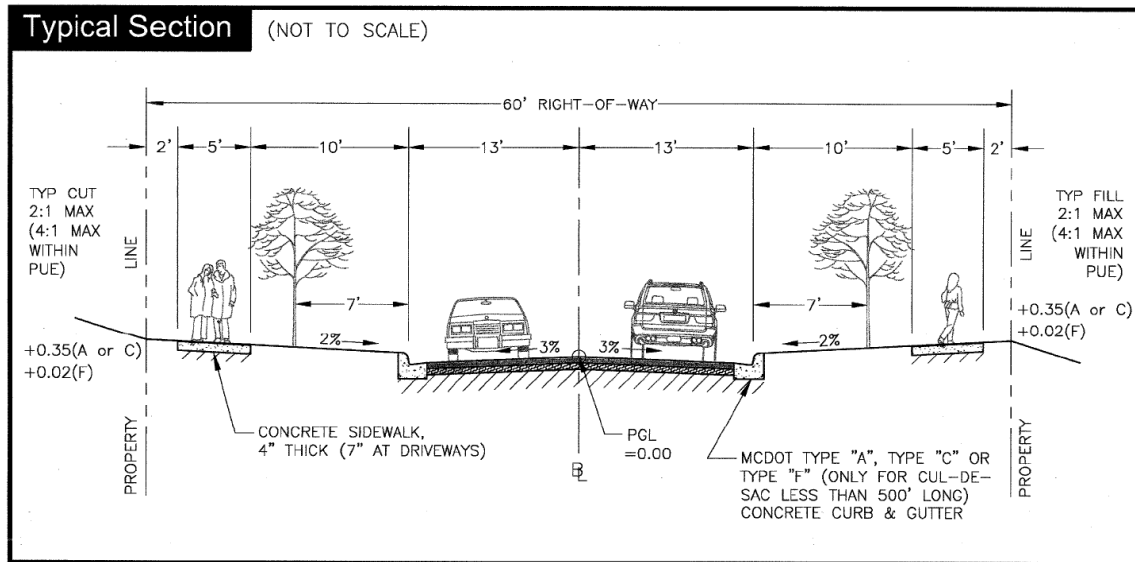 Typical Section (NOT TO SCALE)
60' RIGHT-OF-WAY
2' 5' 10' 13' 13' 10' 5' 2'
TYP CUT
2:1 MAX
(4:1 MAX
WITHIN
PUE)
LINE
TYP FILL
2:1 MAX
(4:1 MAX
WITHIN
PUE)
LINE
7' 7'
+0.35(A or C)
+0.02(F)
2% 3% 3% 2%
+0.35(A or C)
+0.02(F)
PROPERTY
CONCRETE SIDEWALK,
4" THICK (7" AT DRIVEWAYS)
PGL
=0.00
MCDOT TYPE "A", TYPE "C" OR
TYPE "F" (ONLY FOR CUL-DE-
SAC LESS THAN 500' LONG)
CONCRETE CURB & GUTTER
PROPERTY